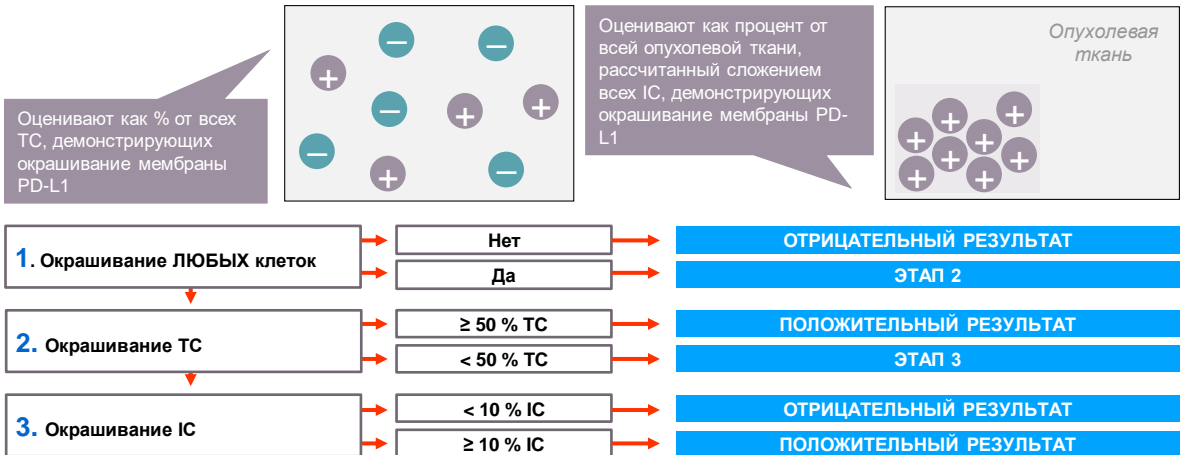 Оценивают как % от всех
ТС, демонстрирующих
окрашивание мембраны
PD-L1
Оценивают как процент от
всей опухолевой ткани,
рассчитанный сложением
всех IC, демонстрирующих
окрашивание мембраны PD-
L1
Опухолевая
ткань
1. Окрашивание ЛЮБЫХ клеток
Нет
ОТРИЦАТЕЛЬНЫЙ РЕЗУЛЬТАТ
Да
ЭТАП 2
2. Окрашивание ТС
≥ 50 % ТС
ПОЛОЖИТЕЛЬНЫЙ РЕЗУЛЬТАТ
< 50 % ТС
ЭТАП 3
3. Окрашивание IC
< 10 % IC
ОТРИЦАТЕЛЬНЫЙ РЕЗУЛЬТАТ
≥ 10 % IC
ПОЛОЖИТЕЛЬНЫЙ РЕЗУЛЬТАТ